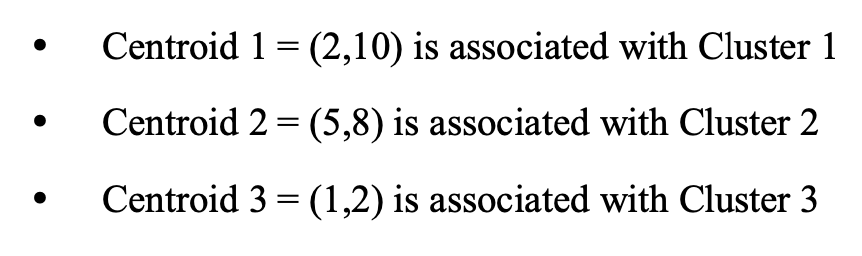 • Centroid 1 = (2,10) is associated with Cluster 1
• Centroid 2 = (5,8) is associated with Cluster 2
• Centroid 3 = (1,2) is associated with Cluster 3